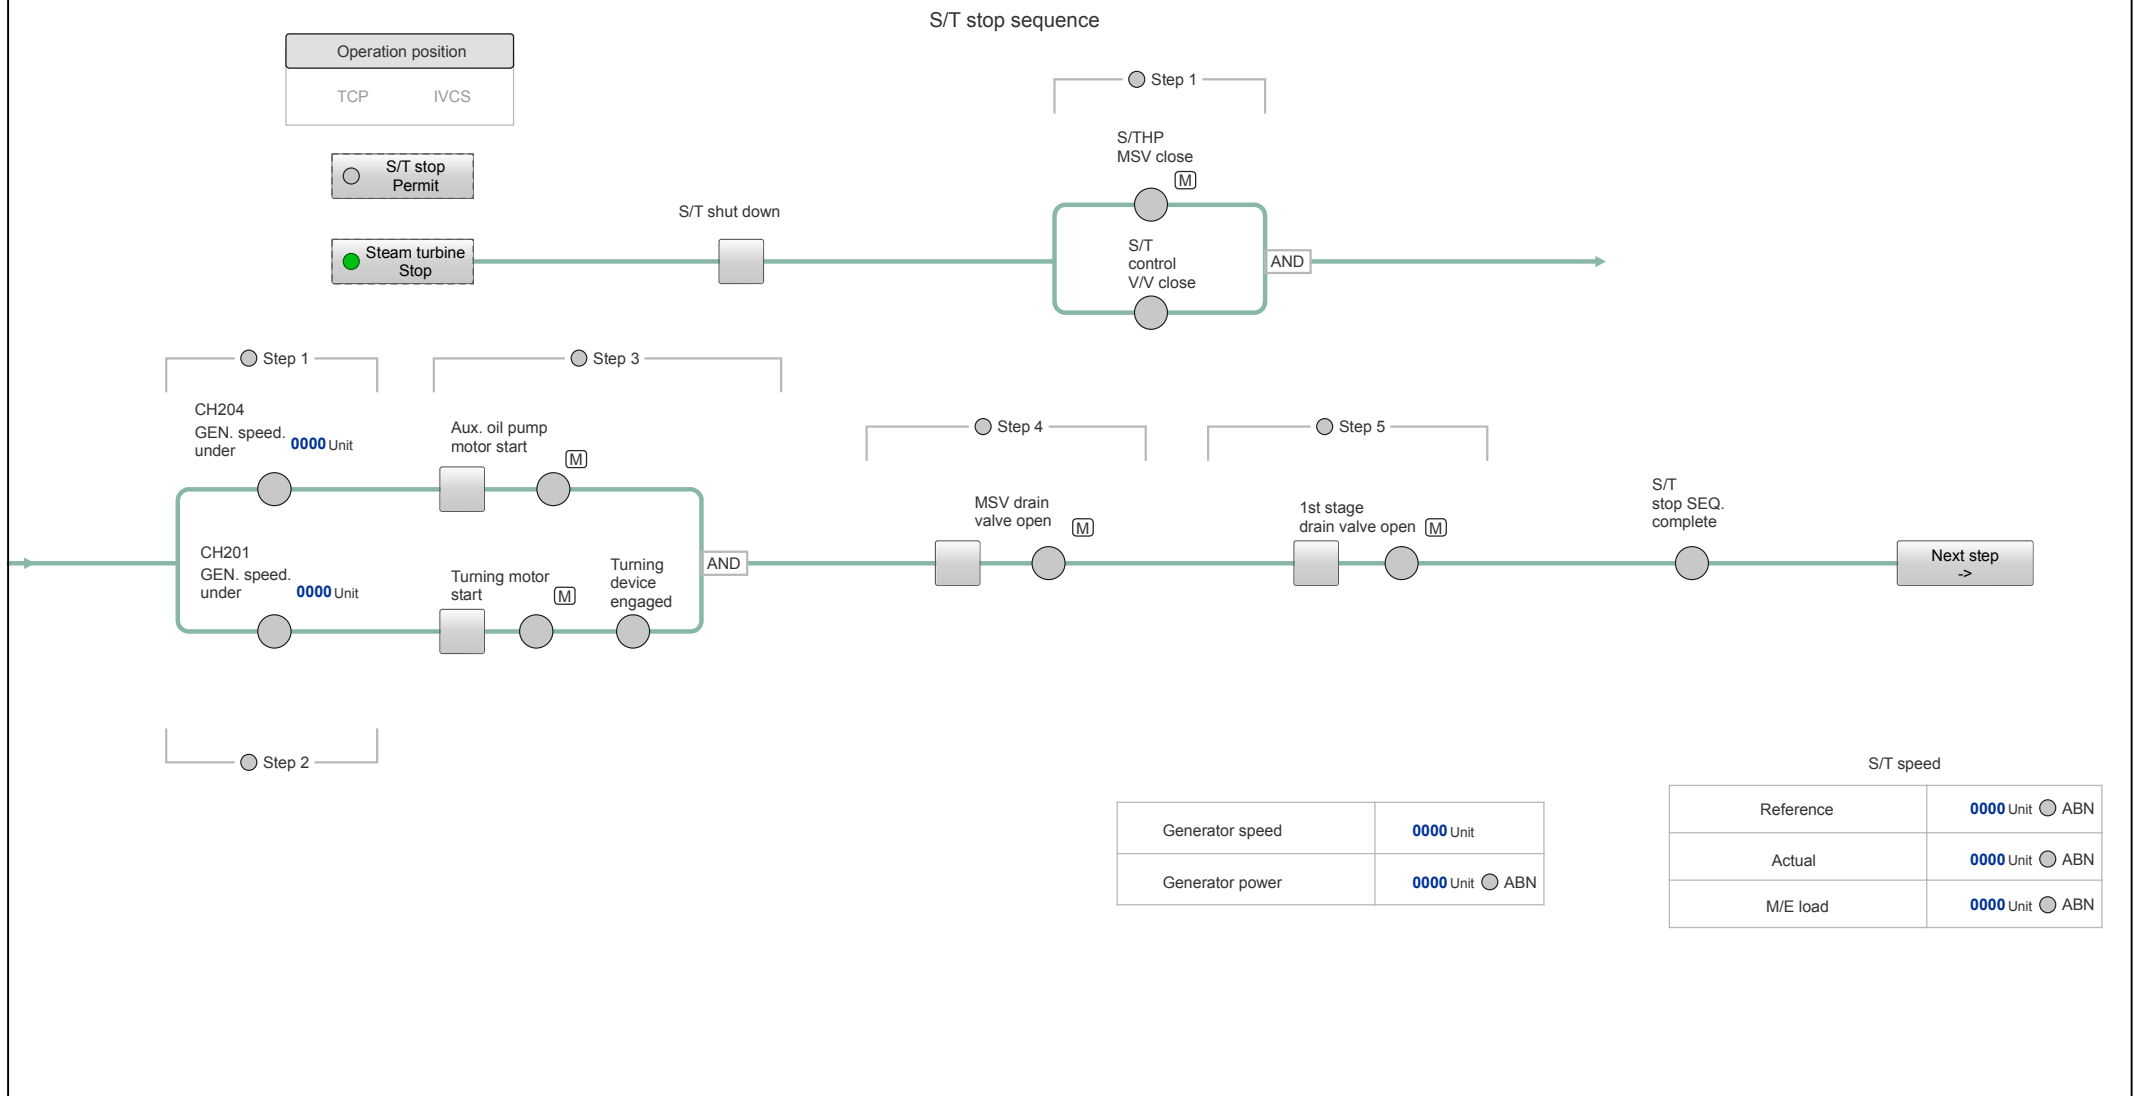 S/T stop sequence
Operation position
TCP IVCS
S/T stop
Permit
Steam turbine
Stop
S/T shut down
Step 1
S/THP
MSV close
M
S/T
control
V/V close
AND
Step 1
CH204
GEN. speed.
under
0000 Unit
Step 3
Aux. oil pump
motor start
M
CH201
GEN. speed.
under
0000 Unit
Turning motor
start
M
Turning
device
engaged
AND
Step 2
Step 4
MSV drain
valve open
M
Step 5
1st stage
drain valve open
M
S/T
stop SEQ.
complete
Next step
->
Generator speed 0000 Unit
Generator power 0000 Unit ABN
S/T speed
Reference 0000 Unit ABN
Actual 0000 Unit ABN
M/E load 0000 Unit ABN